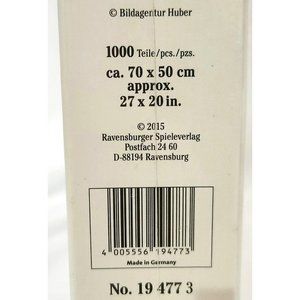 © Bildagentur Huber
1000 Teile/pcs./pzs.
ca. 70 x 50 cm
approx.
27 x 20 in.
© 2015
Ravensburger Spieleverlag
Postfach 24 60
D-88194 Ravensburg
4 005556 194773
Made in Germany
No. 19 477 3